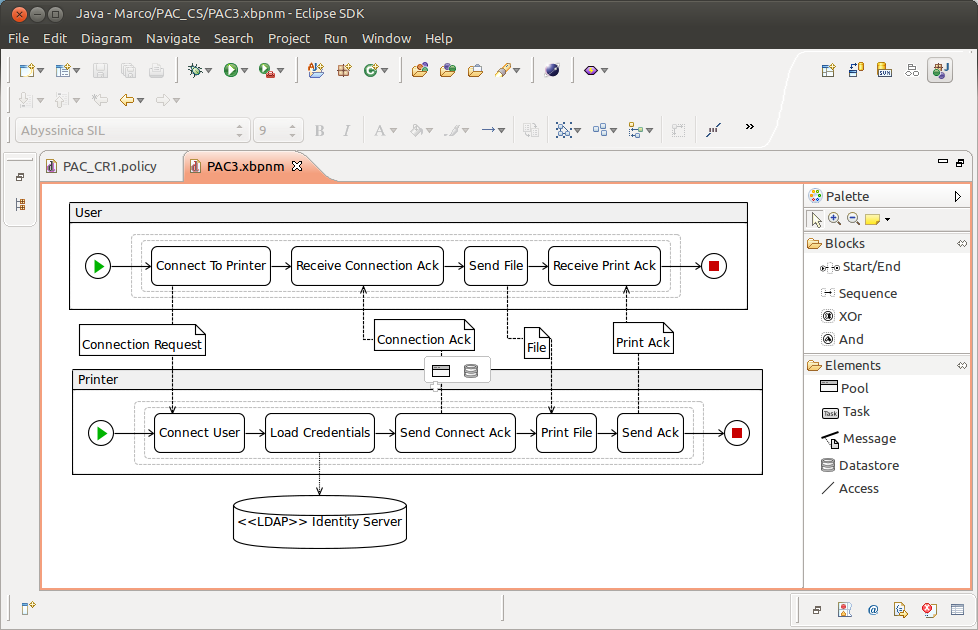 Java - Marco/PAC_CS/PAC3.xbpnm - Eclipse SDK
File Edit Diagram Navigate Search Project Run Window Help
Abyssinica SIL 9 B I A
PAC_CR1.policy PAC3.xbpnm
Palette
User
Connect To Printer Receive Connection Ack Send File Receive Print Ack
Connection Request Connection Ack File Print Ack
Printer
Connect User Load Credentials Send Connect Ack Print File Send Ack
<<LDAP>> Identity Server
Blocks
Start/End
Sequence
XOr
And
Elements
Pool
Task
Message
Datastore
Access